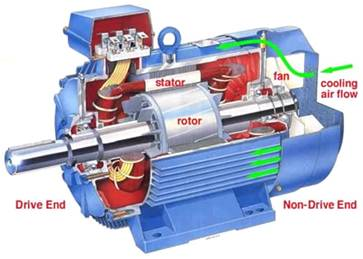 stator
fan
cooling
air flow
rotor
Drive End
Non-Drive End